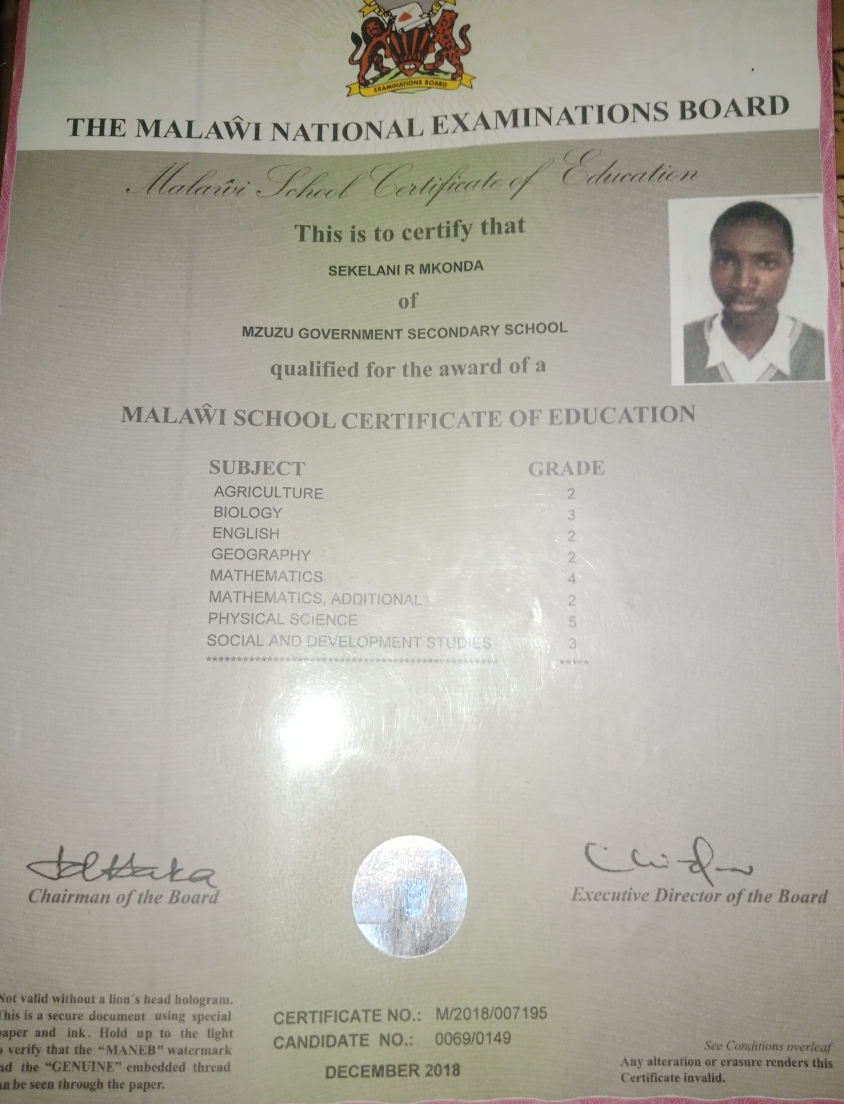 EXAMINATIONS BOARD
THE MALAŴI NATIONAL EXAMINATIONS BOARD
Malaŵi School Certificate of Education
This is to certify that
SEKELANI R MKONDA
of
MZUZU GOVERNMENT SECONDARY SCHOOL
qualified for the award of a
MALAŴI SCHOOL CERTIFICATE OF EDUCATION
SUBJECT GRADE
AGRICULTURE 2
BIOLOGY 3
ENGLISH 2
GEOGRAPHY 2
MATHEMATICS 4
MATHEMATICS, ADDITIONAL 2
PHYSICAL SCIENCE 5
SOCIAL AND DEVELOPMENT STUDIES 3
Chairman of the Board
Executive Director of the Board
Not valid without a lion's head hologram.
This is a secure document using special
paper and ink. Hold up to the light
verify that the “MANEB” watermark
the “GENUINE” embedded thread
be seen through the paper.
CERTIFICATE NO.: M/2018/007195
CANDIDATE NO.: 0069/0149
DECEMBER 2018
See Conditions overleaf
Any alteration or erasure renders this
Certificate invalid.